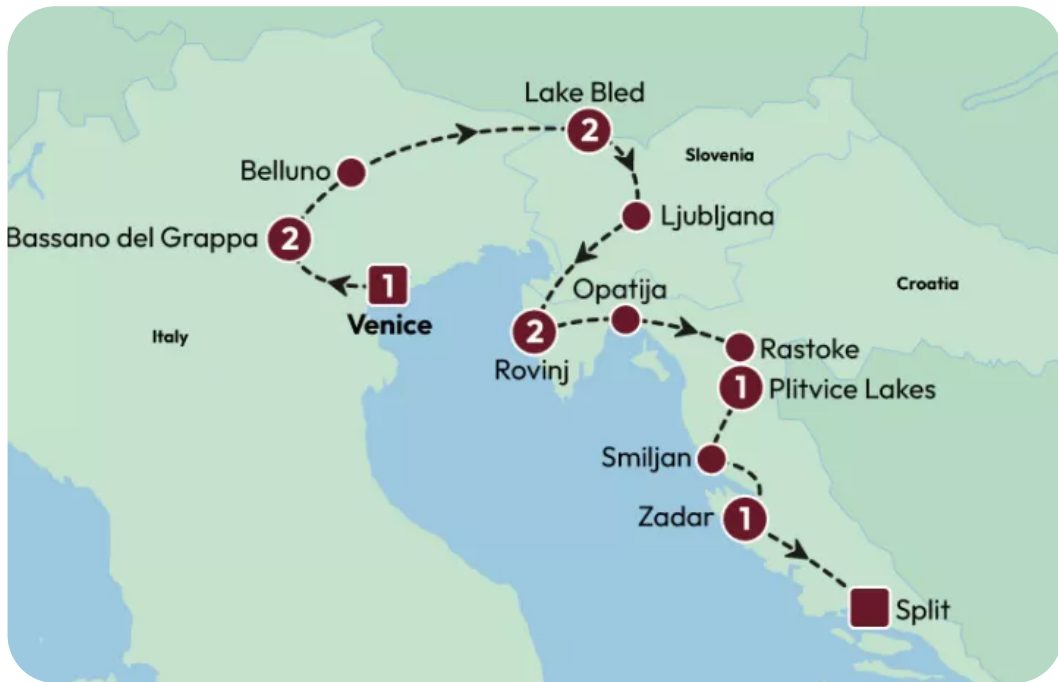 Lake Bled
2
Slovenia
Belluno
Ljubljana
Bassano del Grappa
2
1
Venice
Italy
Croatia
Opatija
2
Rovinj
Rastoke
1
Plitvice Lakes
Smiljan
Zadar
1
Split